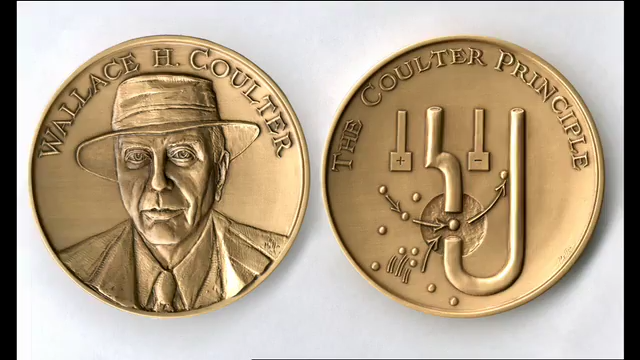 WALLACE H. COULTER
THE COULTER PRINCIPLE
+
-